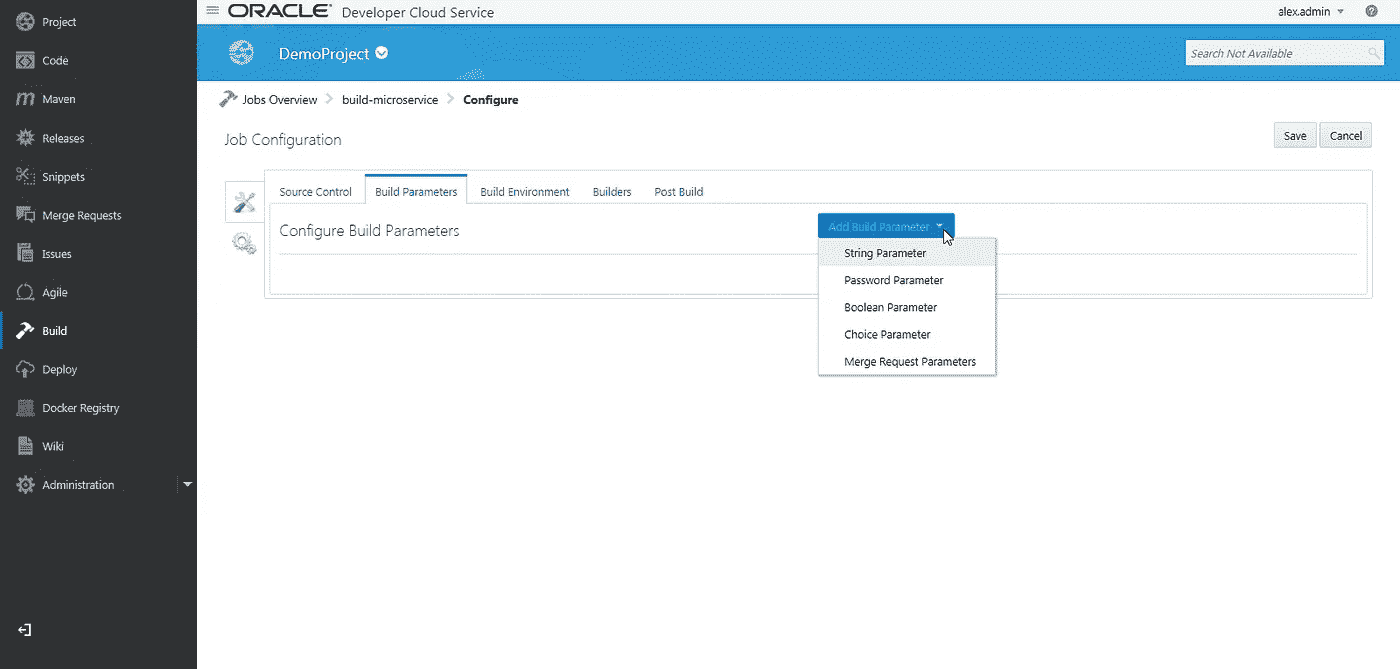 Project
Code
Maven
Releases
Snippets
Merge Requests
Issues
Agile
Build
Deploy
Docker Registry
Wiki
Administration
ORACLE® Developer Cloud Service
alex.admin
DemoProject
Search Not Available
Jobs Overview build-microservice Configure
Job Configuration
Save Cancel
Source Control Build Parameters Build Environment Builders Post Build
Configure Build Parameters
Add Build Parameter
String Parameter
Password Parameter
Boolean Parameter
Choice Parameter
Merge Request Parameters